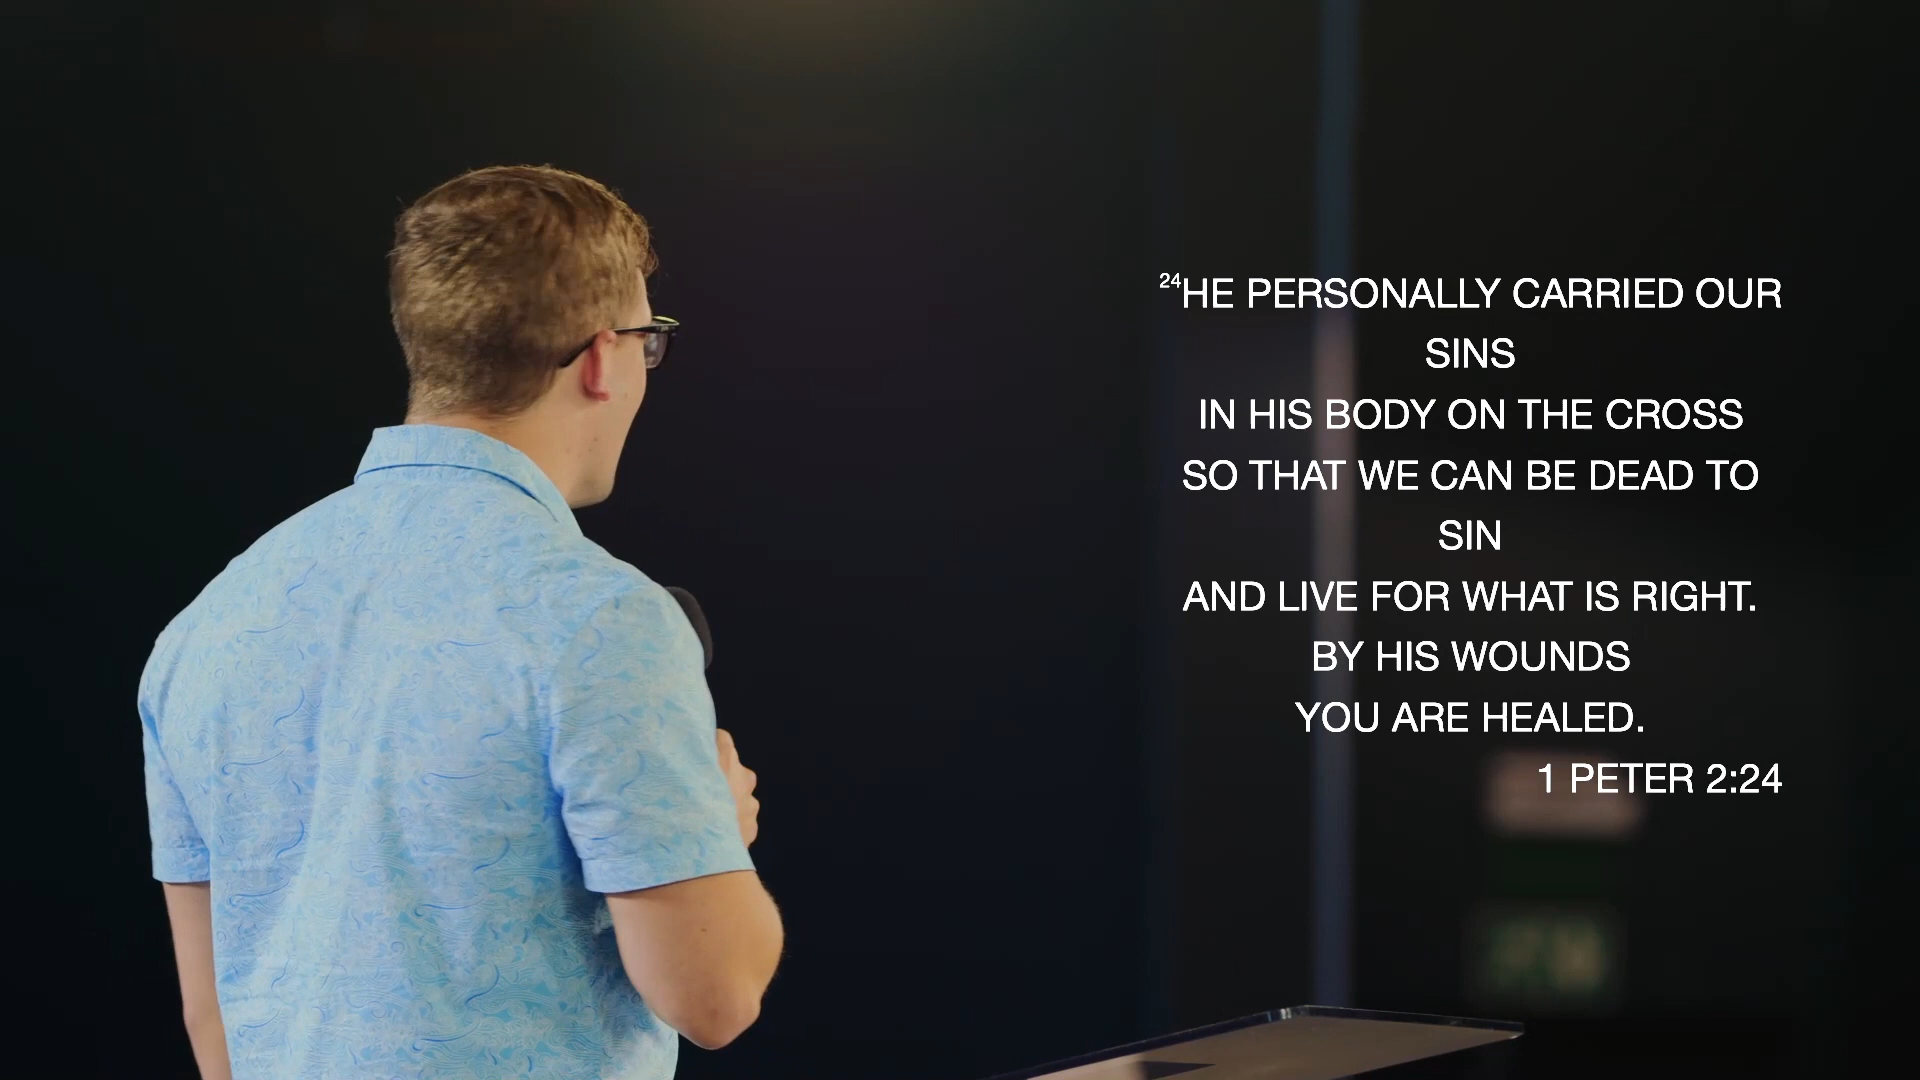 24HE PERSONALLY CARRIED OUR
SINS
IN HIS BODY ON THE CROSS
SO THAT WE CAN BE DEAD TO
SIN
AND LIVE FOR WHAT IS RIGHT.
BY HIS WOUNDS
YOU ARE HEALED.
1 PETER 2:24